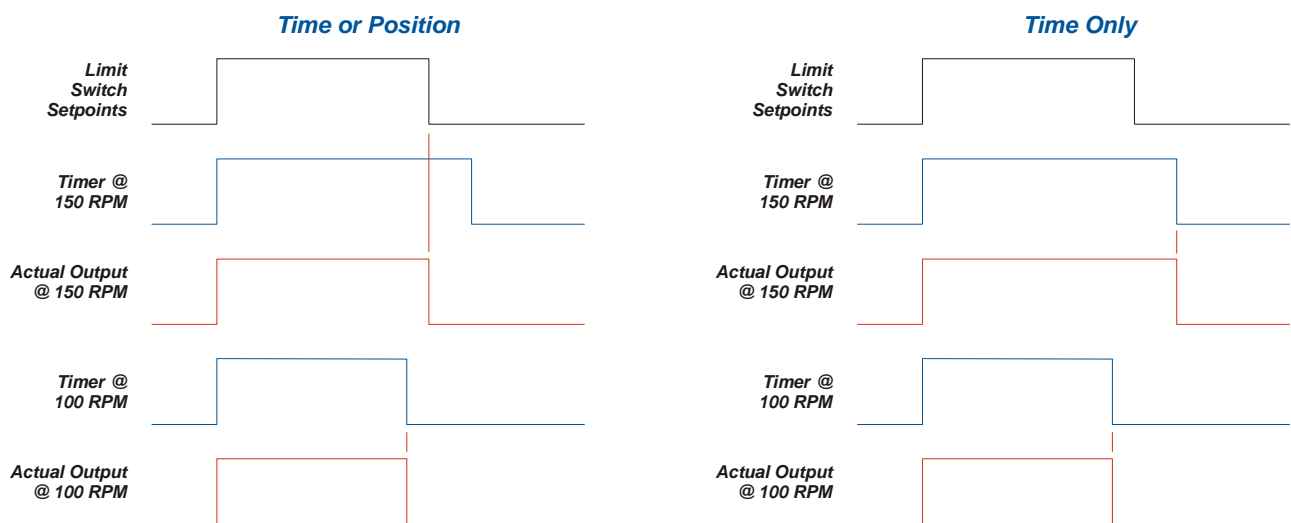 Time or Position
Limit
Switch
Setpoints
Timer @
150 RPM
Actual Output
@ 150 RPM
Timer @
100 RPM
Actual Output
@ 100 RPM
Time Only
Limit
Switch
Setpoints
Timer @
150 RPM
Actual Output
@ 150 RPM
Timer @
100 RPM
Actual Output
@ 100 RPM